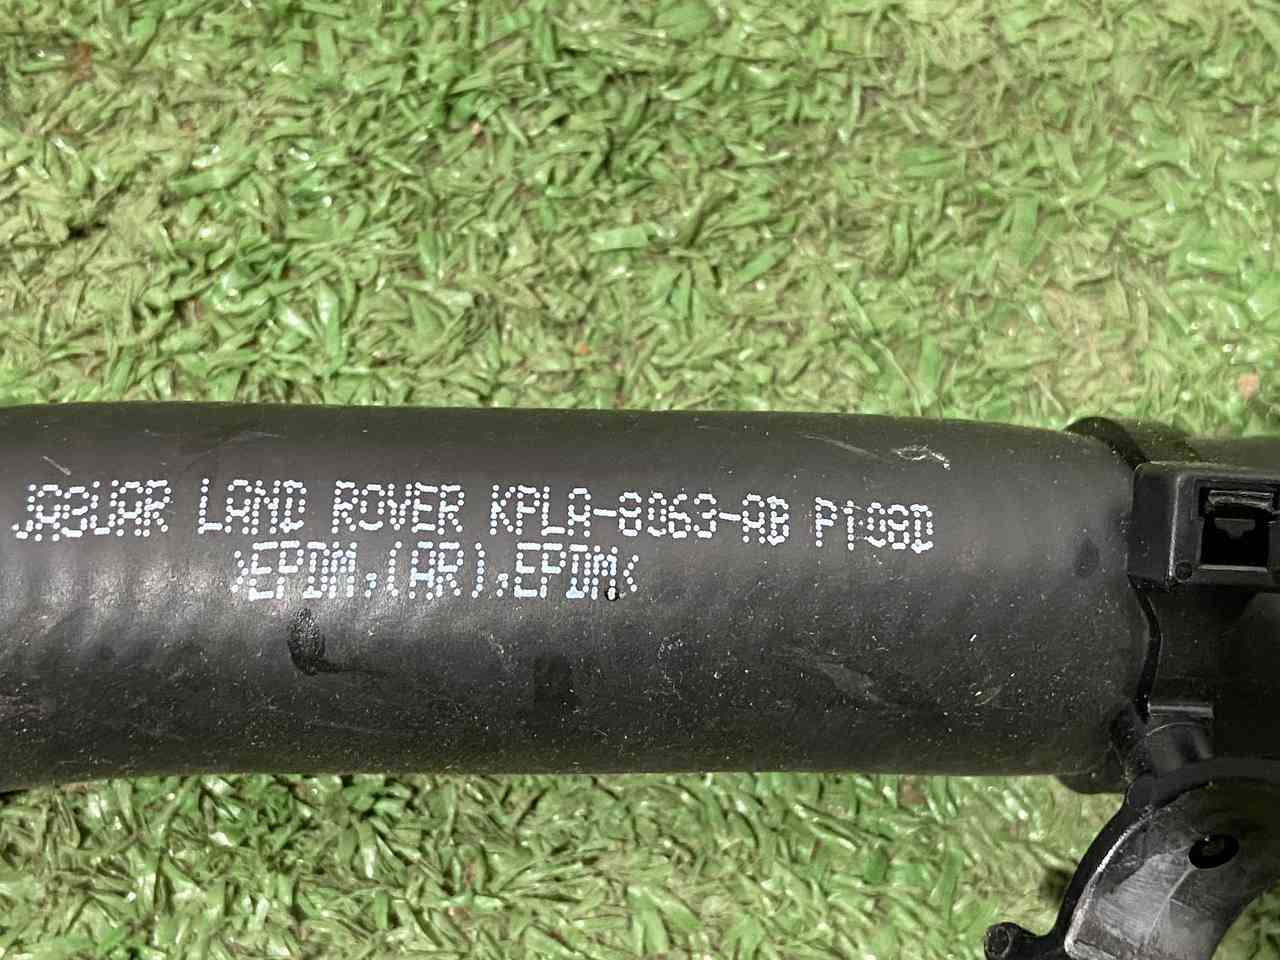 JAGUAR LAND ROVER KPLA-8063-AB P108D
>EPDM,(AR),EPDM<